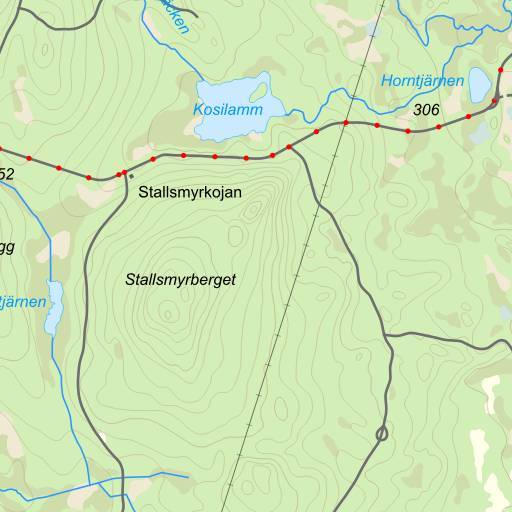 cken
Horntjärnen
Kosilamm
306
52
Stallsmyrkojan
gg
Stallsmyrberget
tjärnen